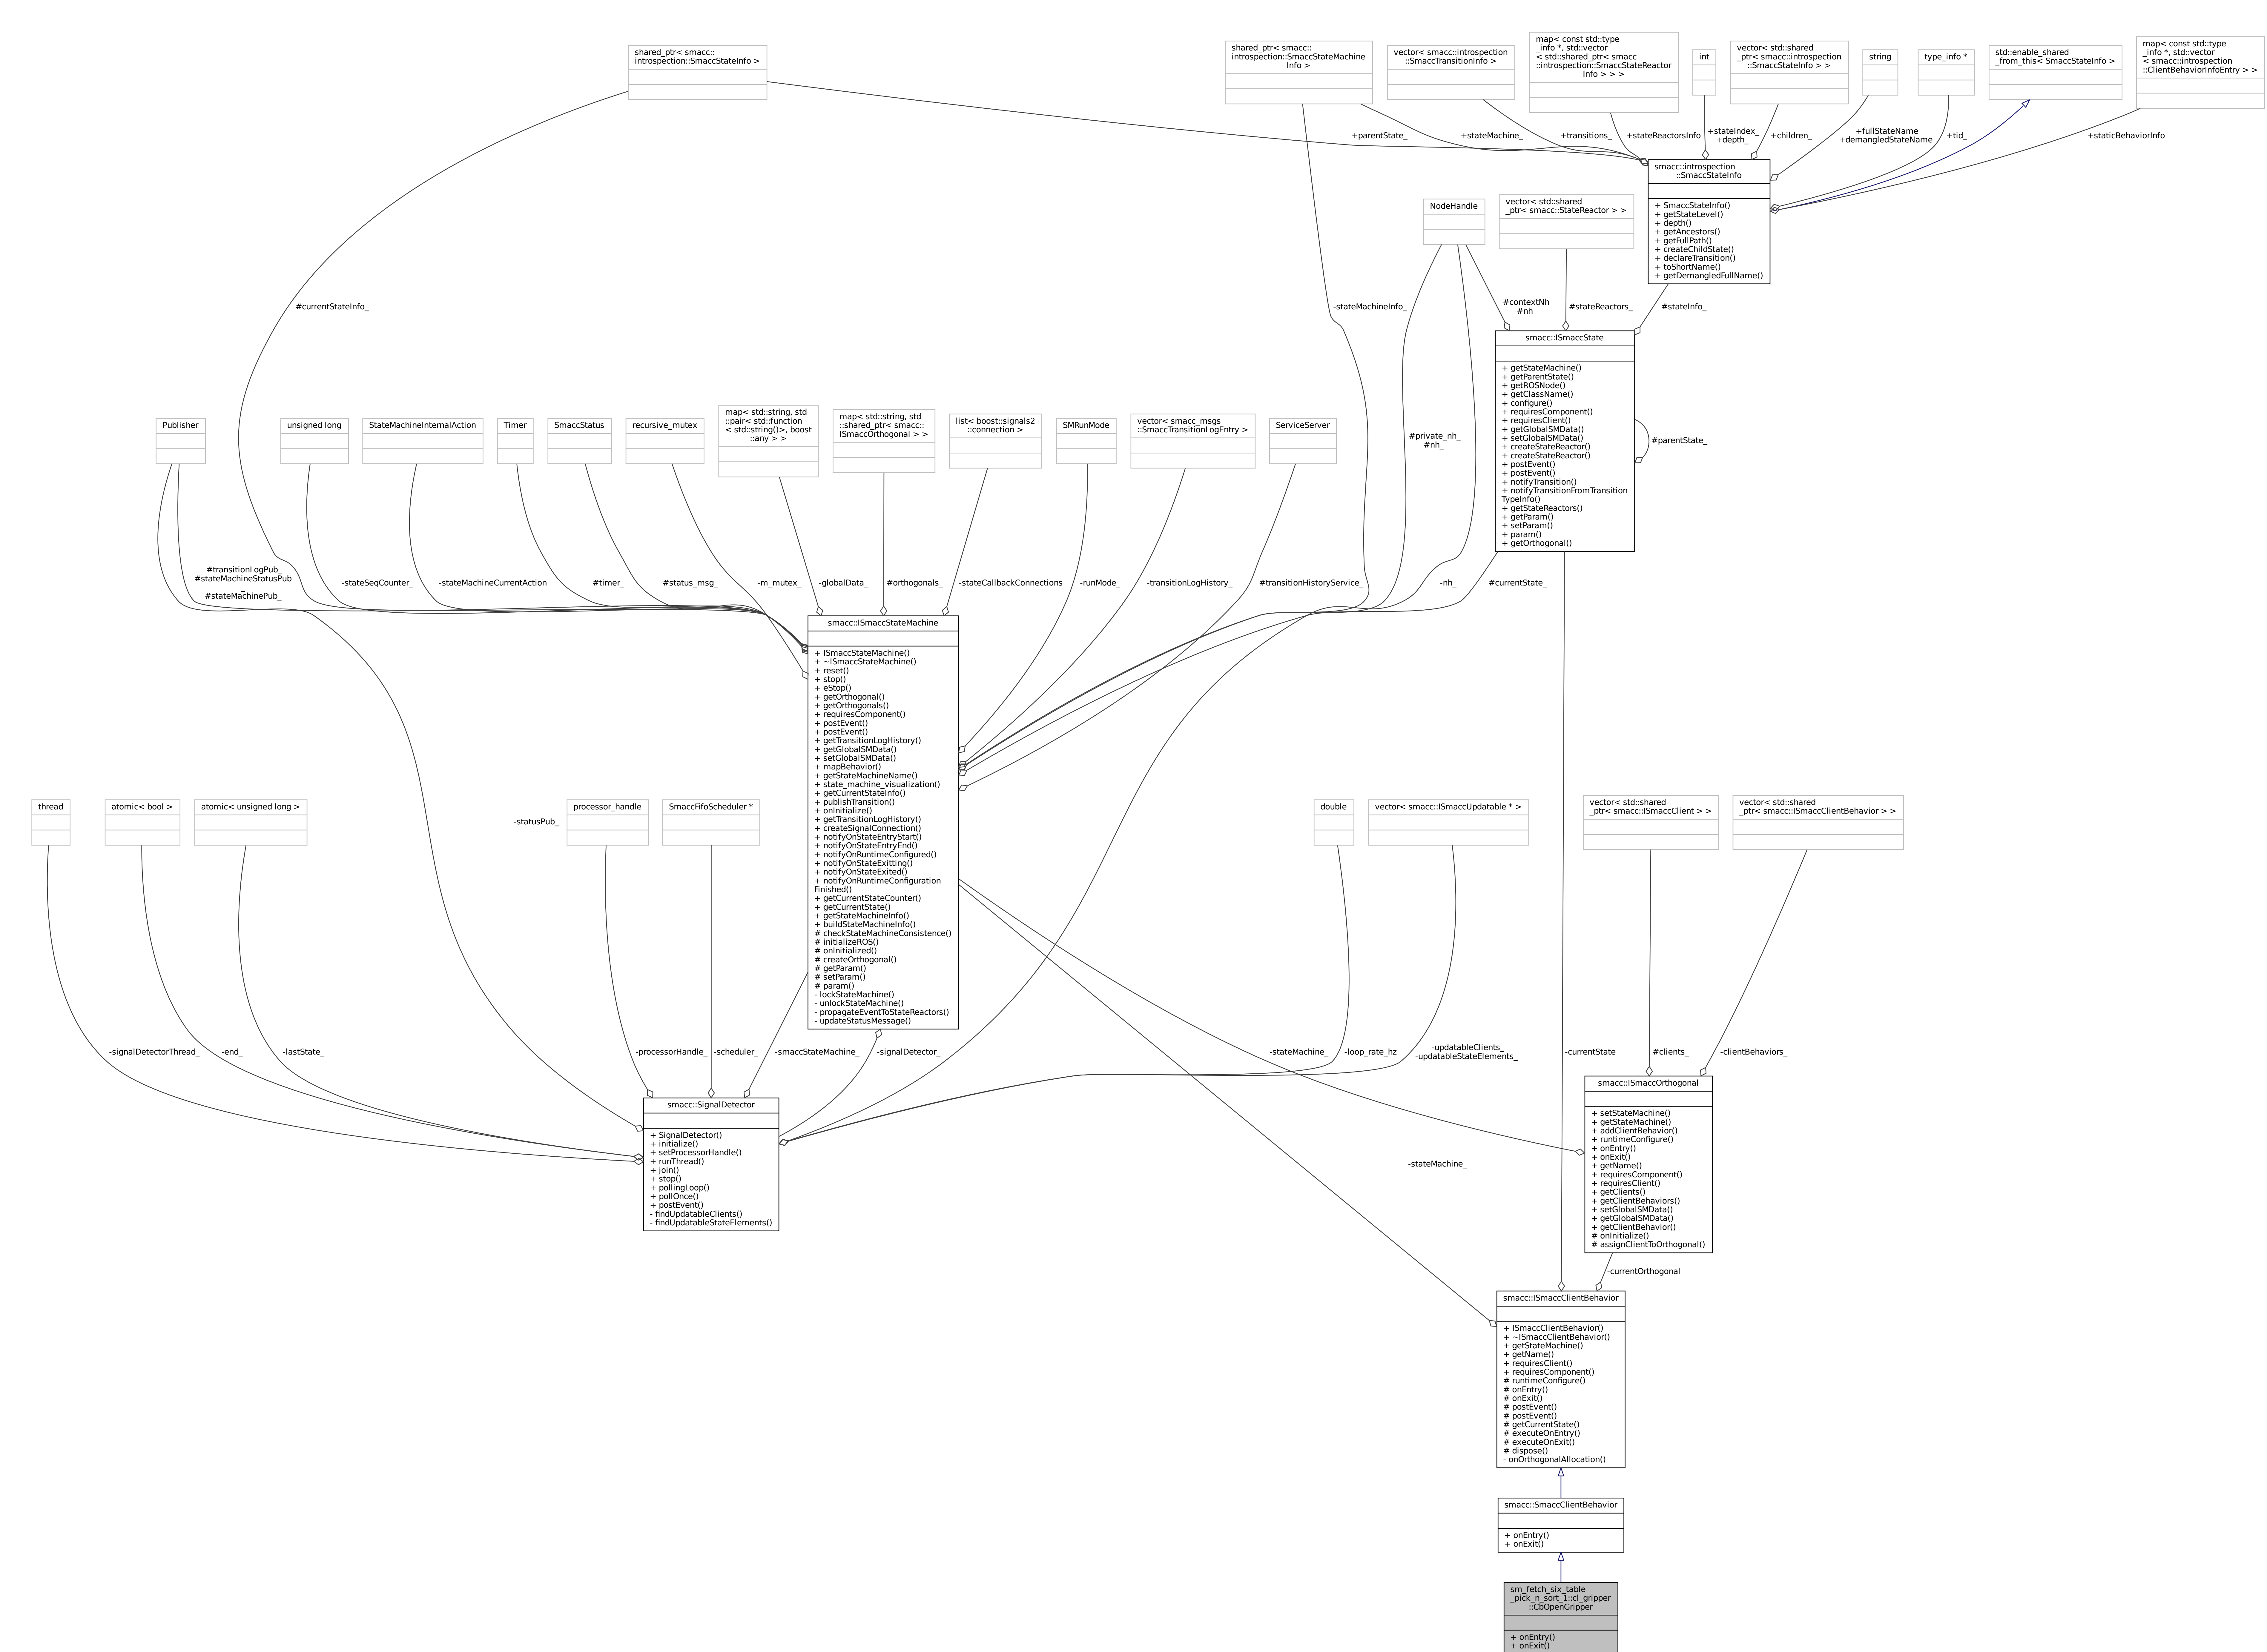 shared_ptr< smacc::
introspection::SmaccStateInfo >
shared_ptr< smacc::
introspection::SmaccStateMachine
Info >
vector< smacc::introspection
::SmaccTransitionInfo >
map< const std::type
_info *, std::vector
< std::shared_ptr< smacc
::introspection::SmaccStateReactor
Info > > >
int
vector< std::shared
_ptr< smacc::introspection
::SmaccStateInfo > >
string
type_info *
std::enable_shared
_from_this< SmaccStateInfo >
map< const std::type
_info *, std::vector
< smacc::introspection
::ClientBehaviorInfoEntry > >
+parentState_
+stateMachine_
+transitions_
+stateReactorsInfo
+stateIndex_
+depth_
+children_
+fullStateName
+demangledStateName
+tid_
+staticBehaviorInfo
smacc::introspection
::SmaccStateInfo
+ SmaccStateInfo()
+ getStateLevel()
+ depth()
+ getAncestors()
+ getFullPath()
+ createChildState()
+ declareTransition()
+ toShortName()
+ getDemangledFullName()
NodeHandle
vector< std::shared
_ptr< smacc::StateReactor > >
#currentStateInfo_
-stateMachineInfo_
#contextNh
#nh
#stateReactors_
#stateInfo_
smacc::ISmaccState
+ getStateMachine()
+ getParentState()
+ getROSNode()
+ getClassName()
+ configure()
+ requiresComponent()
+ requiresClient()
+ getGlobalSMData()
+ setGlobalSMData()
+ createStateReactor()
+ createStateReactor()
+ postEvent()
+ postEvent()
+ notifyTransition()
+ notifyTransitionFromTransition
TypeInfo()
+ getStateReactors()
+ getParam()
+ setParam()
+ param()
+ getOrthogonal()
#parentState_
Publisher
unsigned long
StateMachineInternalAction
Timer
SmaccStatus
recursive_mutex
map< std::string, std
::pair< std::function
< std::string()>, boost
::any > >
map< std::string, std
::shared_ptr< smacc::
ISmaccOrthogonal > >
list< boost::signals2
::connection >
SMRunMode
vector< smacc_msgs
::SmaccTransitionLogEntry >
ServiceServer
#private_nh_
#nh_
#transitionLogPub_
#stateMachineStatusPub
_
#stateMachinePub_
-stateSeqCounter_
-stateMachineCurrentAction
#timer_
#status_msg_
-m_mutex_
-globalData_
#orthogonals_
-stateCallbackConnections
-runMode_
-transitionLogHistory_
#transitionHistoryService_
-nh_
#currentState_
smacc::ISmaccStateMachine
+ ISmaccStateMachine()
+ ~ISmaccStateMachine()
+ reset()
+ stop()
+ eStop()
+ getOrthogonal()
+ getOrthogonals()
+ requiresComponent()
+ postEvent()
+ postEvent()
+ getTransitionLogHistory()
+ getGlobalSMData()
+ setGlobalSMData()
+ mapBehavior()
+ getStateMachineName()
+ state_machine_visualization()
+ getCurrentStateInfo()
+ publishTransition()
+ onInitialize()
+ getTransitionLogHistory()
+ createSignalConnection()
+ notifyOnStateEntryStart()
+ notifyOnStateEntryEnd()
+ notifyOnRuntimeConfigured()
+ notifyOnStateExitting()
+ notifyOnStateExited()
+ notifyOnRuntimeConfiguration
Finished()
+ getCurrentStateCounter()
+ getCurrentState()
+ getStateMachineInfo()
+ buildStateMachineInfo()
# checkStateMachineConsistence()
# initializeROS()
# onInitialized()
# createOrthogonal()
# getParam()
# setParam()
# param()
- lockStateMachine()
- unlockStateMachine()
- propagateEventToStateReactors()
- updateStatusMessage()
thread
atomic< bool >
atomic< unsigned long >
-statusPub_
processor_handle
SmaccFifoScheduler *
double
vector< smacc::ISmaccUpdatable * >
vector< std::shared
_ptr< smacc::ISmaccClient > >
vector< std::shared
_ptr< smacc::ISmaccClientBehavior > >
-signalDetectorThread_
-end_
-lastState_
-processorHandle_
-scheduler_
-smaccStateMachine_
-signalDetector_
-stateMachine_
-loop_rate_hz
-updatableClients_
-updatableStateElements_
-currentState
#clients_
-clientBehaviors_
smacc::SignalDetector
+ SignalDetector()
+ initialize()
+ setProcessorHandle()
+ runThread()
+ join()
+ stop()
+ pollingLoop()
+ pollOnce()
+ postEvent()
- findUpdatableClients()
- findUpdatableStateElements()
smacc::ISmaccOrthogonal
+ setStateMachine()
+ getStateMachine()
+ addClientBehavior()
+ runtimeConfigure()
+ onEntry()
+ onExit()
+ getName()
+ requiresComponent()
+ requiresClient()
+ getClients()
+ getClientBehaviors()
+ setGlobalSMData()
+ getGlobalSMData()
+ getClientBehavior()
# onInitialize()
# assignClientToOrthogonal()
-stateMachine_
-currentOrthogonal
smacc::ISmaccClientBehavior
+ ISmaccClientBehavior()
+ ~ISmaccClientBehavior()
+ getStateMachine()
+ getName()
+ requiresClient()
+ requiresComponent()
# runtimeConfigure()
# onEntry()
# onExit()
# postEvent()
# postEvent()
# getCurrentState()
# executeOnEntry()
# executeOnExit()
# dispose()
- onOrthogonalAllocation()
smacc::SmaccClientBehavior
+ onEntry()
+ onExit()
sm_fetch_six_table
_pick_n_sort_1::cl_gripper
::CbOpenGripper
+ onEntry()
+ onExit()